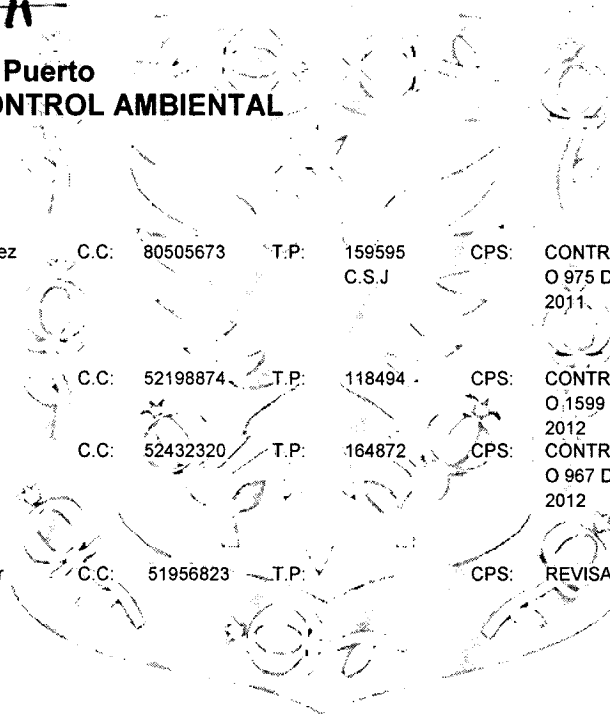 Puerto
ONTROL AMBIENTAL
ez C.C: 80505673 T.P: 159595 CPS: CONTR
C.S.J O 975 D
2011
C.C: 52198874 T.P: 118494 CPS: CONTR
O 1599
2012
C.C: 52432320 T.P: 164872 CPS: CONTR
O 967 D
2012
r C.C: 51956823 T.P: CPS: REVISA